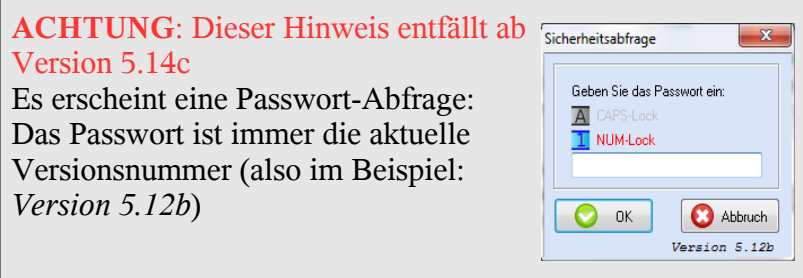 ACHTUNG: Dieser Hinweis entfällt ab
Version 5.14c
Es erscheint eine Passwort-Abfrage:
Das Passwort ist immer die aktuelle
Versionsnummer (also im Beispiel:
Version 5.12b)
Sicherheitsabfrage
Geben Sie das Passwort ein:
A CAPS-Lock
1 NUM-Lock
OK Abbruch
Version 5.12b